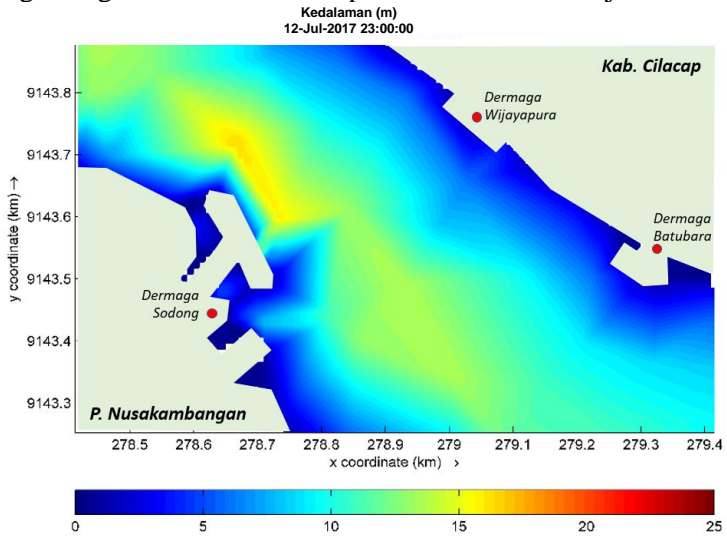 Kedalaman (m)
12-Jul-2017 23:00:00
Kab. Cilacap
Dermaga
Wijayapura
Dermaga
Batubara
Dermaga
Sodong
P. Nusakambangan
y coordinate (km) →
9143.8
9143.7
9143.6
9143.5
9143.4
9143.3
278.5 278.6 278.7 278.8 278.9 279 279.1 279.2 279.3 279.4
x coordinate (km) →
0 5 10 15 20 25